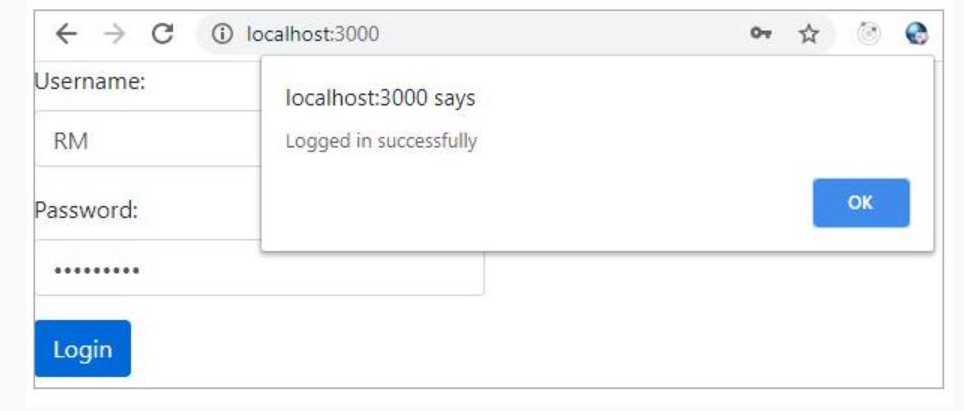 localhost:3000
Username:
localhost:3000 says
RM
Logged in successfully
OK
Password:
•••••••••
Login